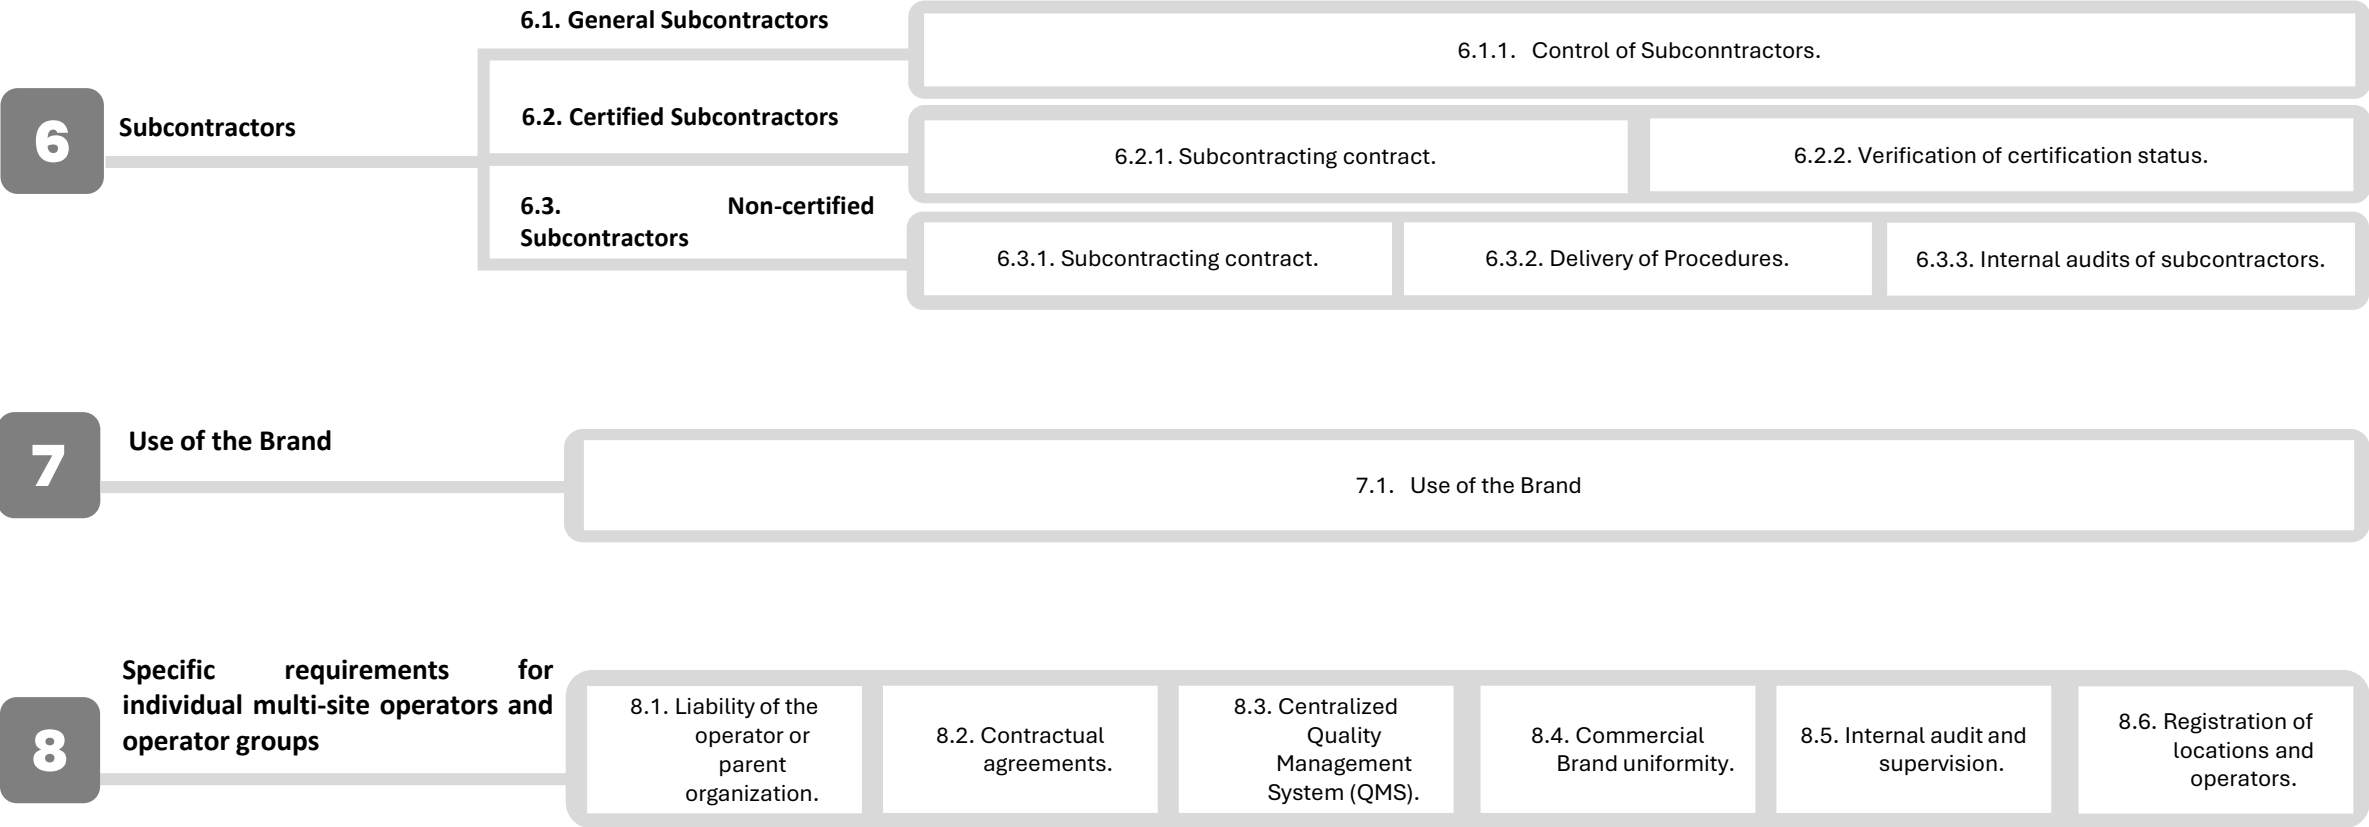 6
Subcontractors
6.1. General Subcontractors
6.1.1. Control of Subconntractors.
6.2. Certified Subcontractors
6.2.1. Subcontracting contract.
6.2.2. Verification of certification status.
6.3. Non-certified
Subcontractors
6.3.1. Subcontracting contract.
6.3.2. Delivery of Procedures.
6.3.3. Internal audits of subcontractors.
7
Use of the Brand
7.1. Use of the Brand
8
Specific requirements for
individual multi-site operators and
operator groups
8.1. Liability of the
operator or
parent
organization.
8.2. Contractual
agreements.
8.3. Centralized
Quality
Management
System (QMS).
8.4. Commercial
Brand uniformity.
8.5. Internal audit and
supervision.
8.6. Registration of
locations and
operators.